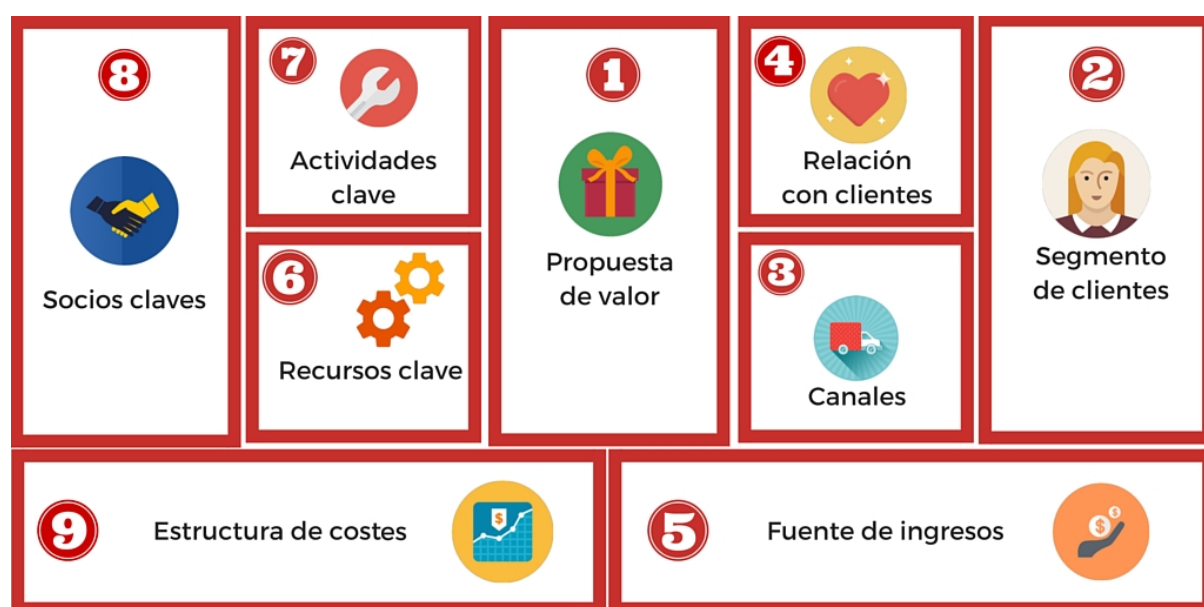 8
Socios claves
7
Actividades
clave
6
Recursos clave
1
Propuesta
de valor
4
Relación
con clientes
3
Canales
2
Segmento
de clientes
9
Estructura de costes
$
5
Fuente de ingresos
$
$